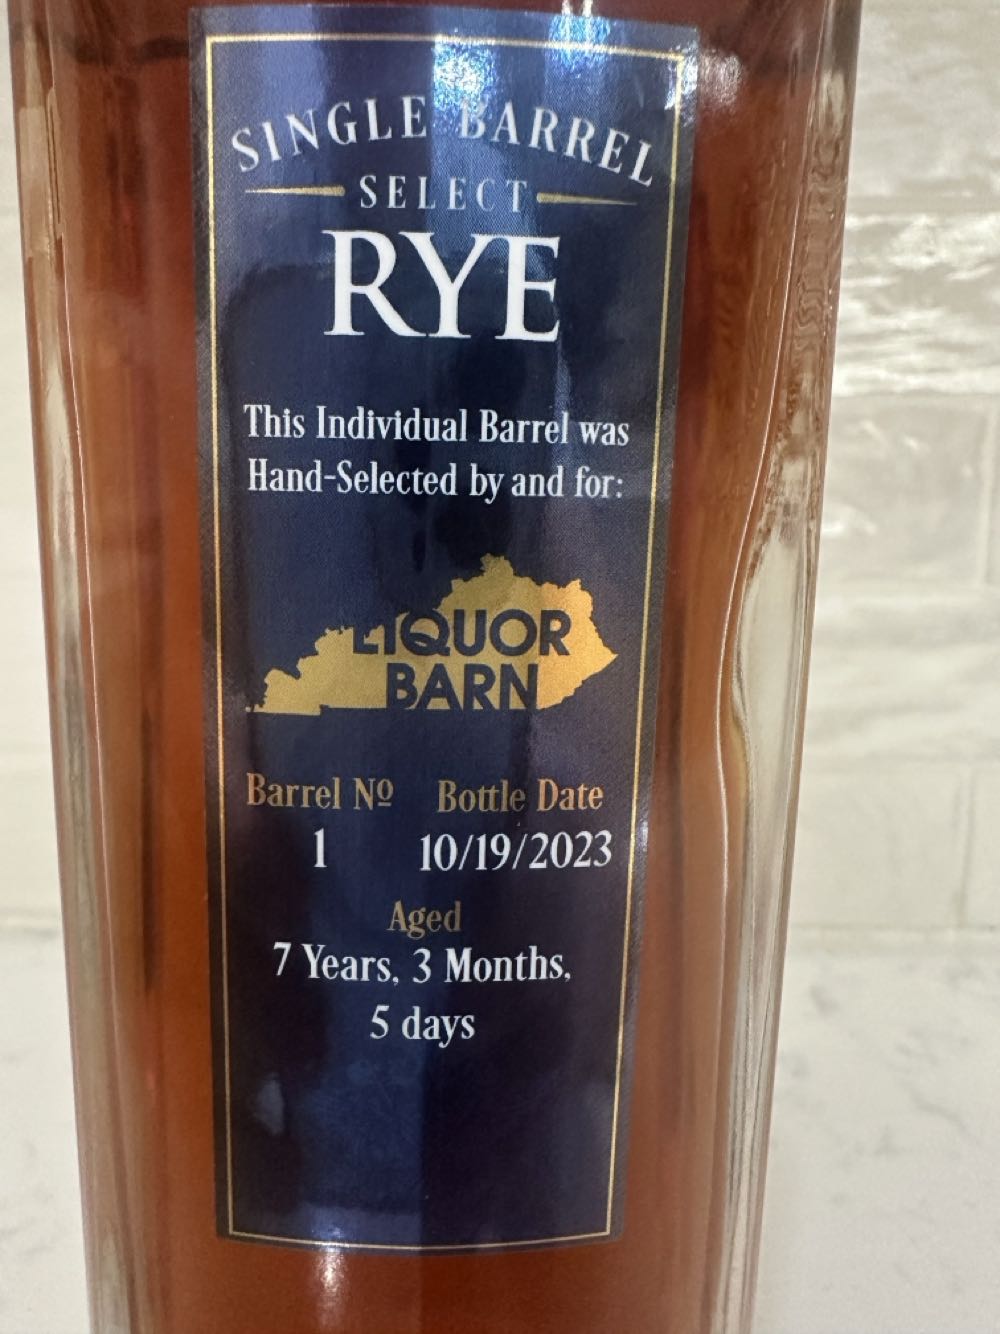 SINGLE BARREL
SELECT
RYE
This Individual Barrel was
Hand-Selected by and for:
LIQUOR
BARN
Barrel Nº Bottle Date
1 10/19/2023
Aged
7 Years, 3 Months,
5 days